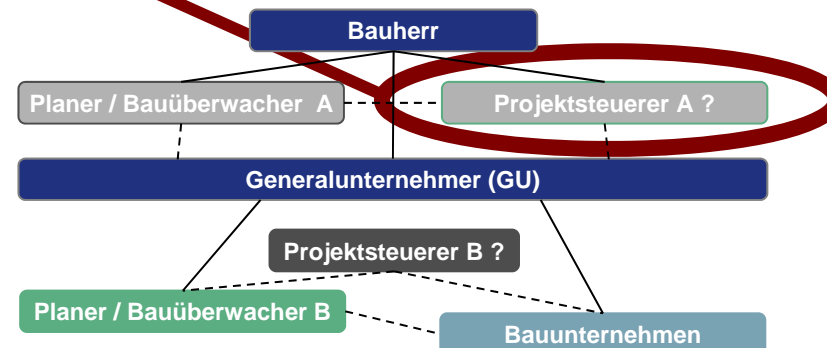 Bauherr
Planer / Bauüberwacher A
Projektsteuerer A ?
Generalunternehmer (GU)
Projektsteuerer B ?
Planer / Bauüberwacher B
Bauunternehmen